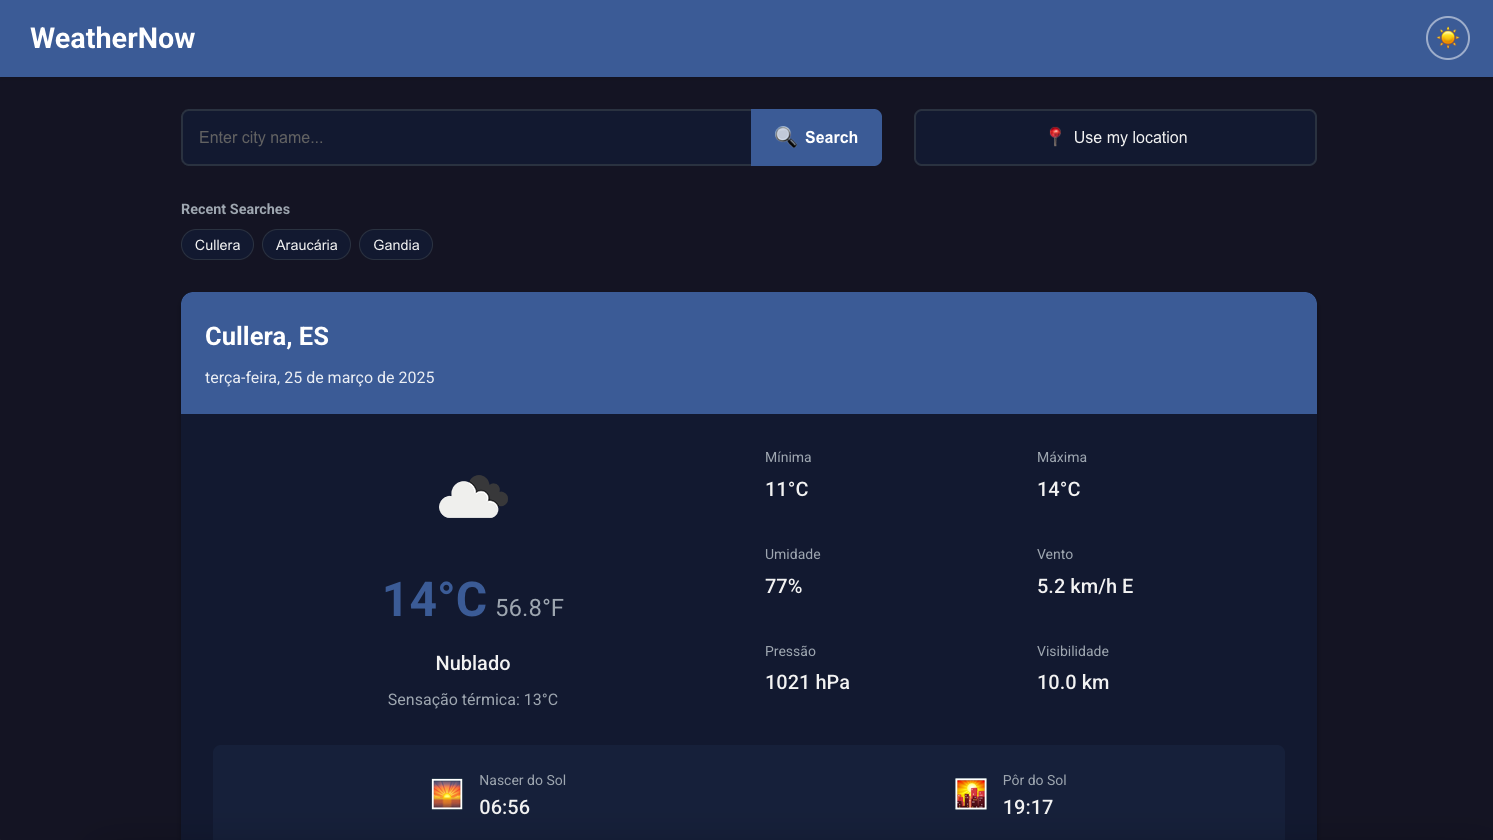 WeatherNow
Enter city name...
Search
Use my location
Recent Searches
Cullera
Araucária
Gandia
Cullera, ES
terça-feira, 25 de março de 2025
Mínima
Máxima
11°C
14°C
Umidade
Vento
77%
5.2 km/h E
14°C 56.8°F
Nublado
Sensação térmica: 13°C
Pressão
Visibilidade
1021 hPa
10.0 km
Nascer do Sol
06:56
Pôr do Sol
19:17